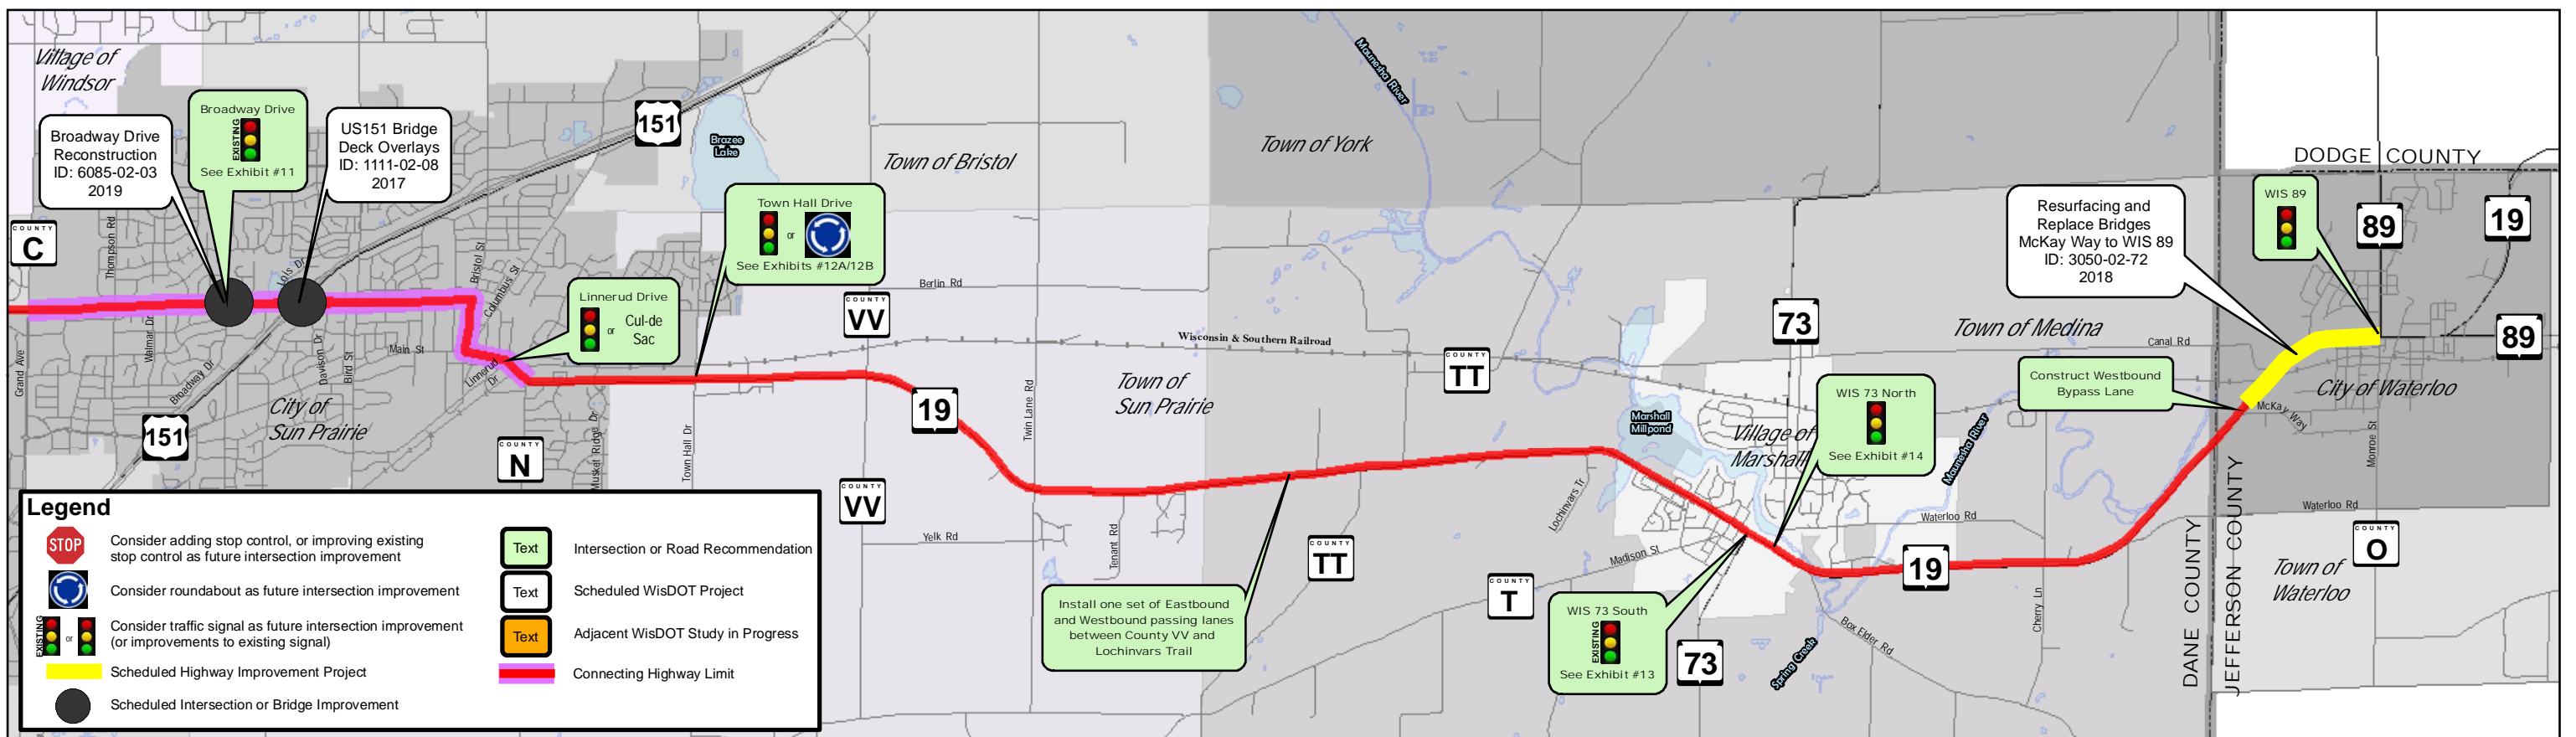 Village of
Windsor
Broadway Drive
Reconstruction
ID: 6085-02-03
2019
Broadway Drive
EXISTING
See Exhibit #11
US151 Bridge
Deck Overlays
ID: 1111-02-08
2017
151
Brazee
Lake
Town of Bristol
Town of York
Maunesha River
DODGE COUNTY
COUNTY
C
Thompson Rd
Lois Dr
Bristol St
Columbus St
Town Hall Drive
or
See Exhibits #12A/12B
Resurfacing and
Replace Bridges
McKay Way to WIS 89
ID: 3050-02-72
2018
WIS 89
89
19
Linnerud Drive
or
Cul-de
Sac
Berlin Rd
COUNTY
VV
Wisconsin & Southern Railroad
COUNTY
TT
73
Town of Medina
Canal Rd
89
Grand Ave
Walmar Dr
Broadway Dr
Davison Dr
Bird St
Main St
Linnerud
Dr
City of
Sun Prairie
151
COUNTY
N
Musket Ridge Dr
Town Hall Dr
19
Twin Lane Rd
Town of
Sun Prairie
Marshall
Millpond
Village of
Marshall
WIS 73 North
See Exhibit #14
Maunesha River
Construct Westbound
Bypass Lane
City of Waterloo
McKay Way
Monroe St
COUNTY
VV
Yelk Rd
Tenant Rd
Lochinvars Tr
COUNTY
TT
Madison St
Waterloo Rd
Waterloo Rd
COUNTY
O
Install one set of Eastbound
and Westbound passing lanes
between County VV and
Lochinvars Trail
COUNTY
T
WIS 73 South
EXISTING
See Exhibit #13
73
Spring Creek
Box Elder Rd
19
Cherry Ln
DANE COUNTY
JEFFERSON COUNTY
Town of
Waterloo
Legend
STOP
Consider adding stop control, or improving existing
stop control as future intersection improvement
Consider roundabout as future intersection improvement
EXISTING
or
Consider traffic signal as future intersection improvement
(or improvements to existing signal)
Scheduled Highway Improvement Project
Scheduled Intersection or Bridge Improvement
Text
Intersection or Road Recommendation
Text
Scheduled WisDOT Project
Text
Adjacent WisDOT Study in Progress
Connecting Highway Limit